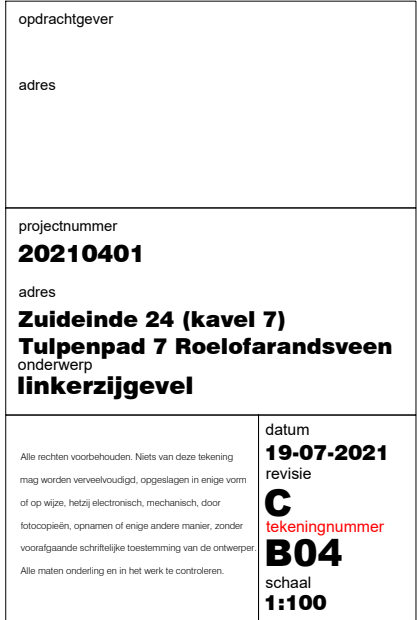 opdrachtgever
adres
projectnummer
20210401
adres
Zuideinde 24 (kavel 7)
Tulpenpad 7 Roelofarandsveen
onderwerp
linkerzijgevel
Alle rechten voorbehouden. Niets van deze tekening
mag worden verveelvoudigd, opgeslagen in enige vorm
of op wijze, hetzij electronisch, mechanisch, door
fotocopieën, opnamen of enige andere manier, zonder
voorafgaande schriftelijke toestemming van de ontwerper.
Alle maten onderling en in het werk te controleren.
datum
19-07-2021
revisie
C
tekeningnummer
B04
schaal
1:100